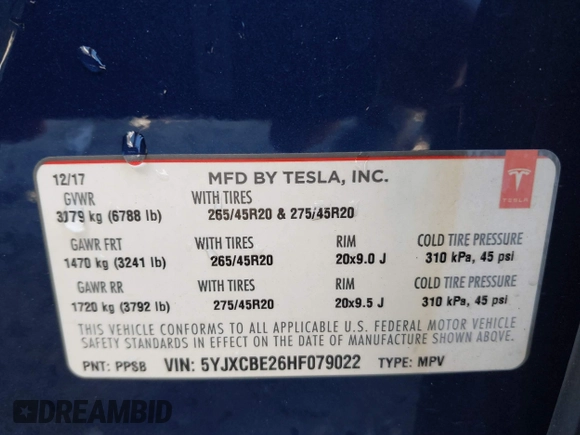 12/17 MFD BY TESLA, INC.
GVWR WITH TIRES
3079 kg (6788 lb) 265/45R20 & 275/45R20
TESLA
GAWR FRT WITH TIRES RIM COLD TIRE PRESSURE
1470 kg (3241 lb) 265/45R20 20x9.0 J 310 kPa, 45 psi
GAWR RR WITH TIRES RIM COLD TIRE PRESSURE
1720 kg (3792 lb) 275/45R20 20x9.5 J 310 kPa, 45 psi
THIS VEHICLE CONFORMS TO ALL APPLICABLE U.S. FEDERAL MOTOR VEHICLE
SAFETY STANDARDS IN EFFECT ON THE DATE OF MANUFACTURE SHOWN ABOVE.
PNT: PPSB VIN: 5YJXCBE26HF079022 TYPE: MPV
DREAMBID